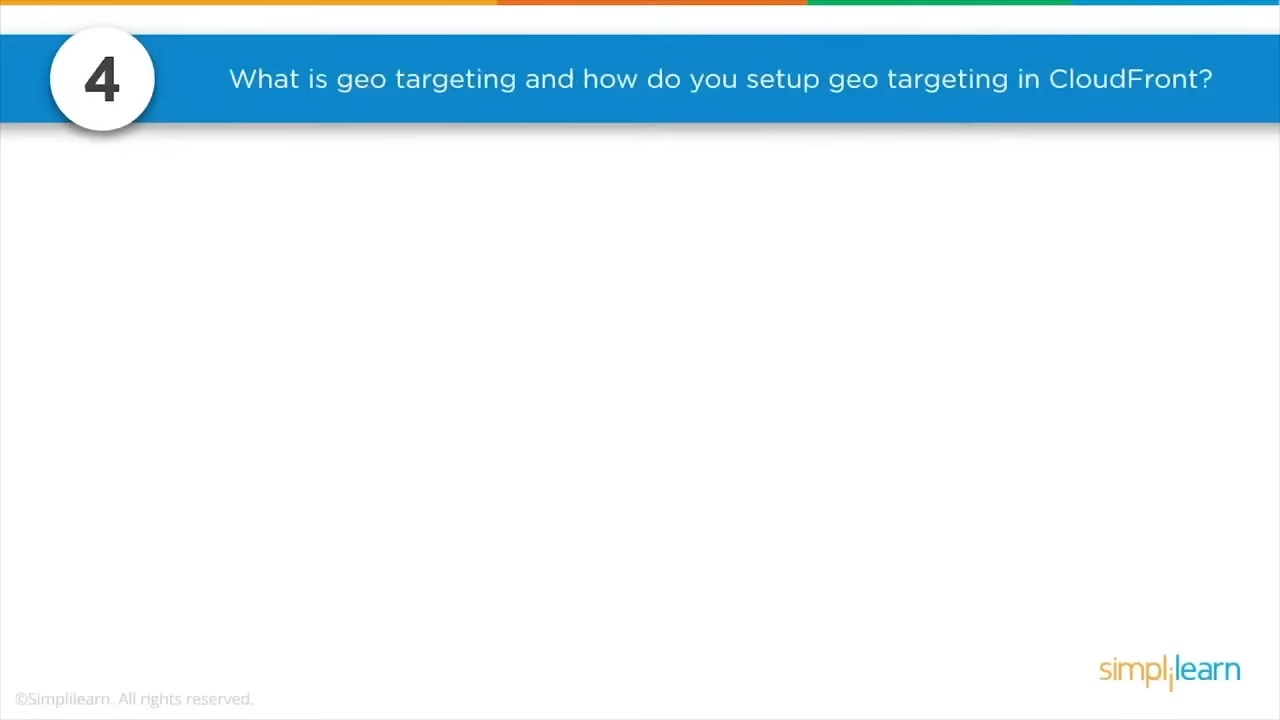 4
What is geo targeting and how do you setup geo targeting in CloudFront?
simplilearn
©Simplilearn. All rights reserved.